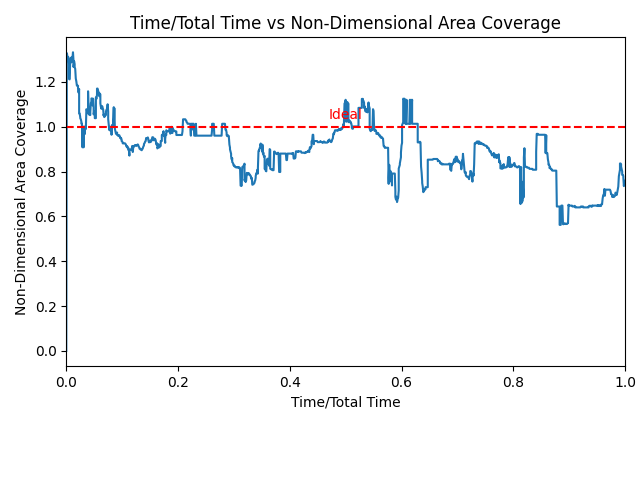 Time/Total Time vs Non-Dimensional Area Coverage
Non-Dimensional Area Coverage
1.2
1.0
0.8
0.6
0.4
0.2
0.0
Ideal
0.0 0.2 0.4 0.6 0.8 1.0
Time/Total Time